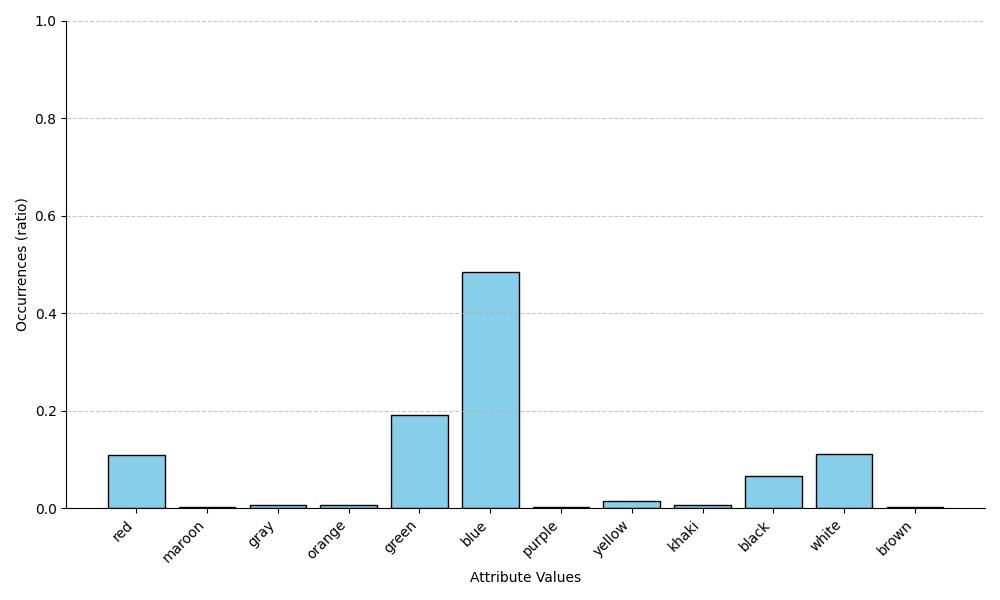 1.0
0.8
0.6
0.4
0.2
0.0
Occurrences (ratio)
red
maroon
gray
orange
green
blue
purple
yellow
khaki
black
white
brown
Attribute Values